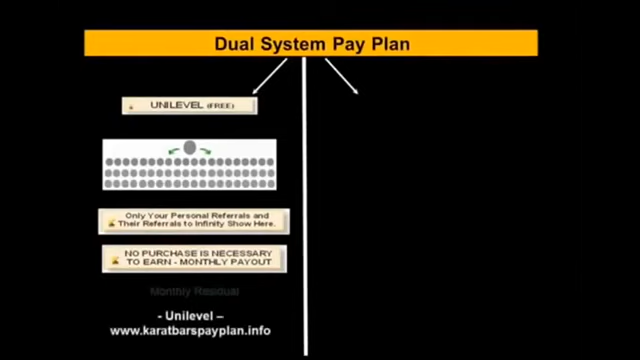 Dual System Pay Plan
UNILEVEL (FREE)
Only Your Personal Referrals and
Their Referrals to Infinity Show Here.
NO PURCHASE IS NECESSARY
TO EARN - MONTHLY PAYOUT
Monthly Residual
- Unilevel –
www.karatbarspayplan.info